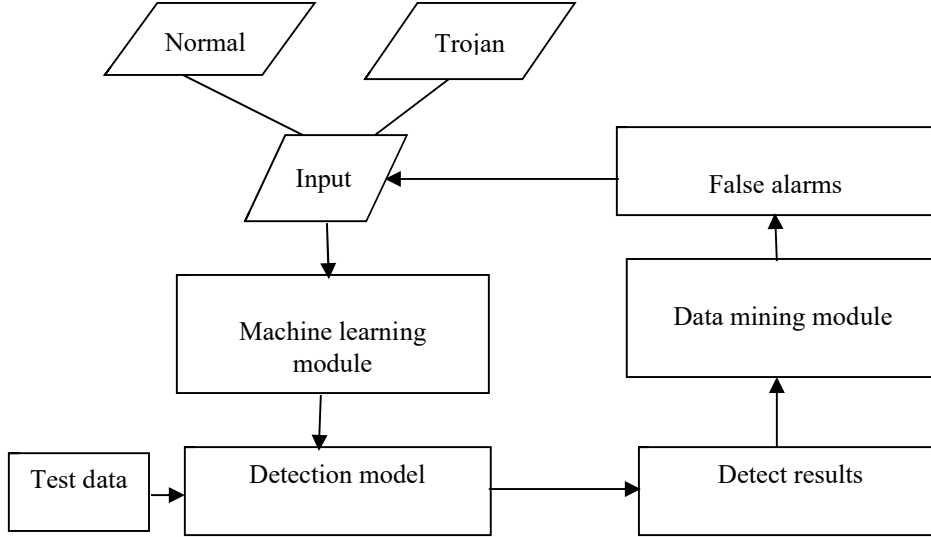 Normal
Trojan
Input
False alarms
Machine learning
module
Data mining module
Test data
Detection model
Detect results